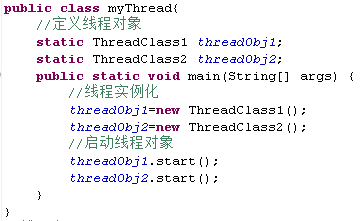 public class myThread{
//定义线程对象
static ThreadClass1 threadObj1;
static ThreadClass2 threadObj2;
public static void main(String[] args) {
//线程实例化
threadObj1=new ThreadClass1();
threadObj2=new ThreadClass2();
//启动线程对象
threadObj1.start();
threadObj2.start();
}
}